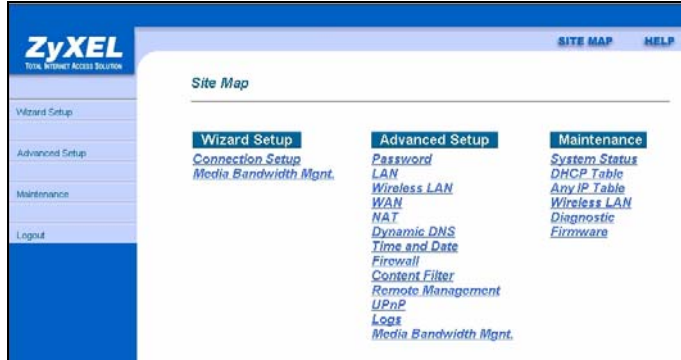 ZyXEL
TOTAL INTERNET ACCESS SOLUTION
SITE MAP HELP
Site Map
Wizard Setup
Advanced Setup
Maintenance
Logout
Wizard Setup
Connection Setup
Media Bandwidth Mgnt.
Advanced Setup
Password
LAN
Wireless LAN
WAN
NAT
Dynamic DNS
Time and Date
Firewall
Content Filter
Remote Management
UPnP
Logs
Media Bandwidth Mgnt.
Maintenance
System Status
DHCP Table
Any IP Table
Wireless LAN
Diagnostic
Firmware